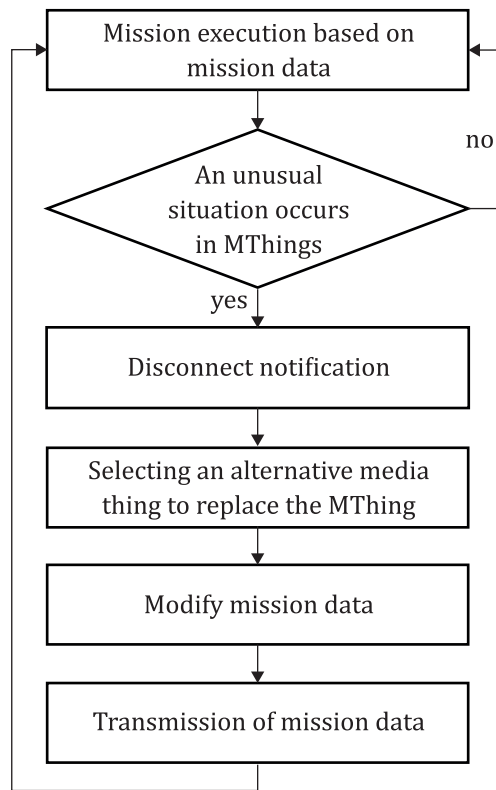 Mission execution based on
mission data
no
An unusual
situation occurs
in MThings
yes
Disconnect notification
Selecting an alternative media
thing to replace the MThing
Modify mission data
Transmission of mission data